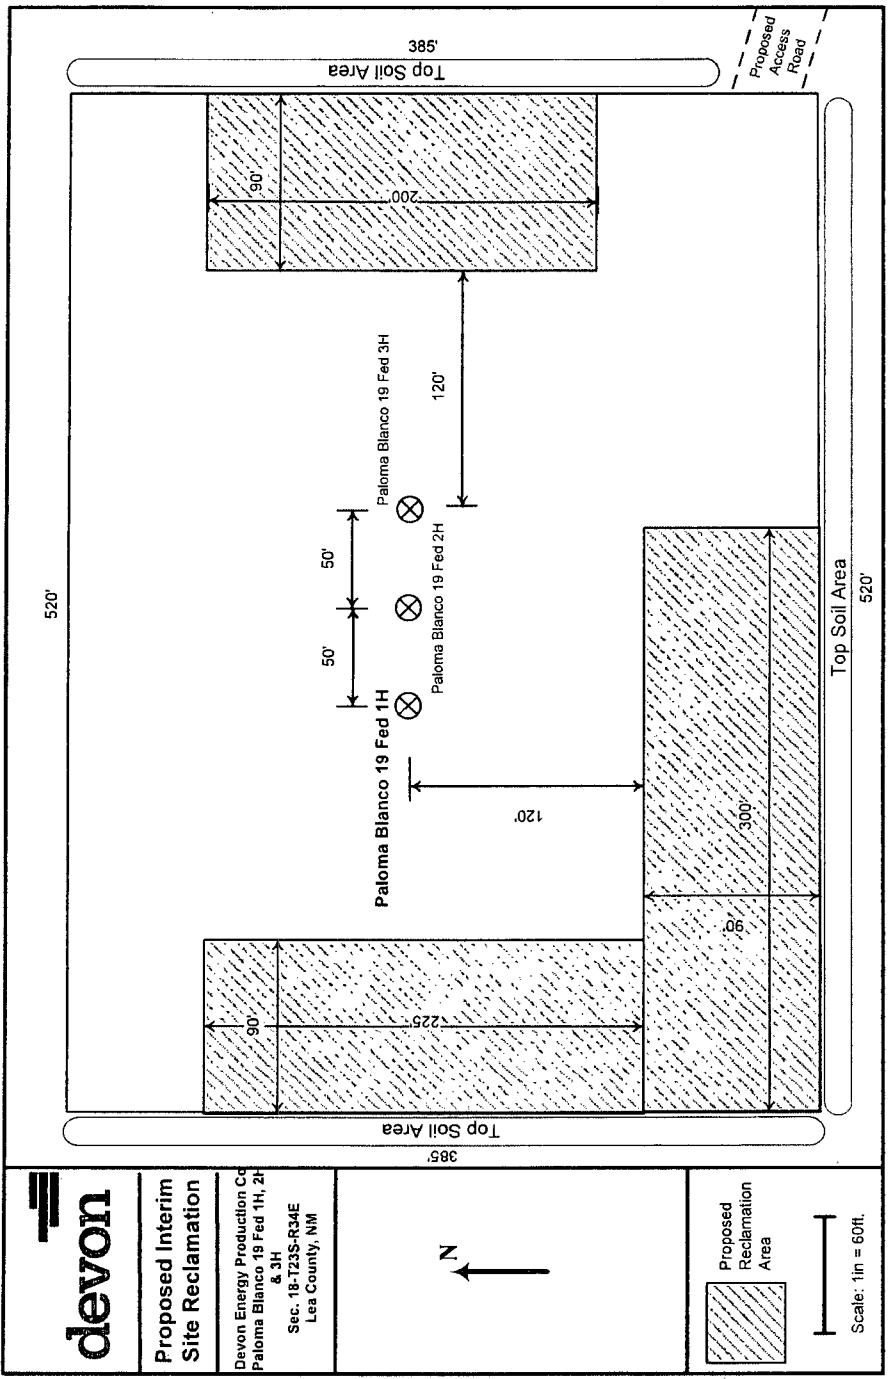 devon
Proposed Interim
Site Reclamation
Devon Energy Production Co
Paloma Blanco 19 Fed 1H, 2H
& 3H
Sec. 18-T23S-R34E
Lea County, NM
N
Proposed
Reclamation
Area
Scale: 1in = 60ft.
520'
385'
Top Soil Area
Proposed
Access
Road
90'
200'
120'
Paloma Blanco 19 Fed 3H
50'
50'
Paloma Blanco 19 Fed 2H
Paloma Blanco 19 Fed 1H
120'
300'
90'
90'
225'
Top Soil Area
520'
Top Soil Area
385'